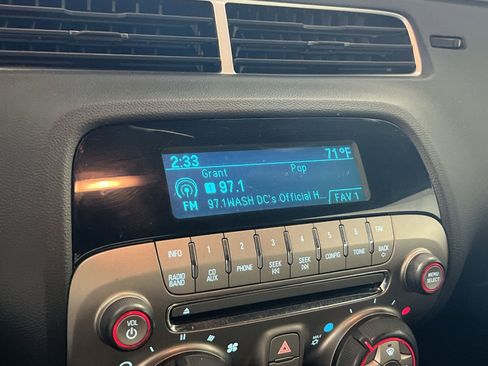 2:33 71°F
Grant Pop
97.1
FM 97.1WASH DC's Official H... FAV 1
INFO 1 2 3 4 5 6 FAV
RADIO BAND CD AUX PHONE SEEK SEEK CONFIG TONE BACK
MENU SELECT
VOL
MAX